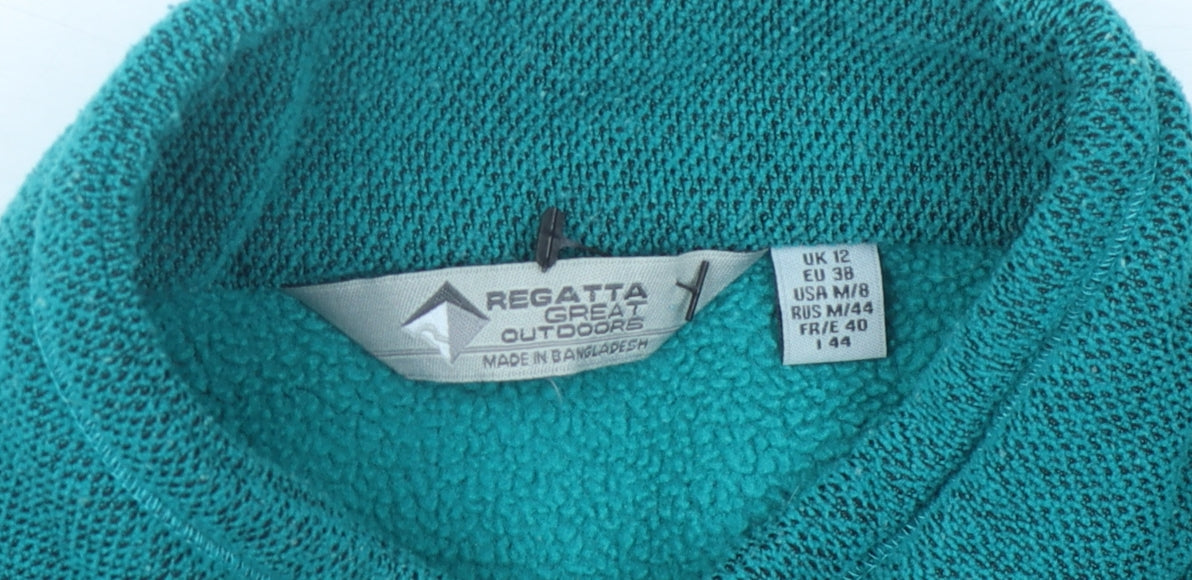 REGATTA
GREAT
OUTDOORS
MADE IN BANGLADESH
UK 12
EU 38
USA M/8
RUS M/44
FR/E 40
I 44